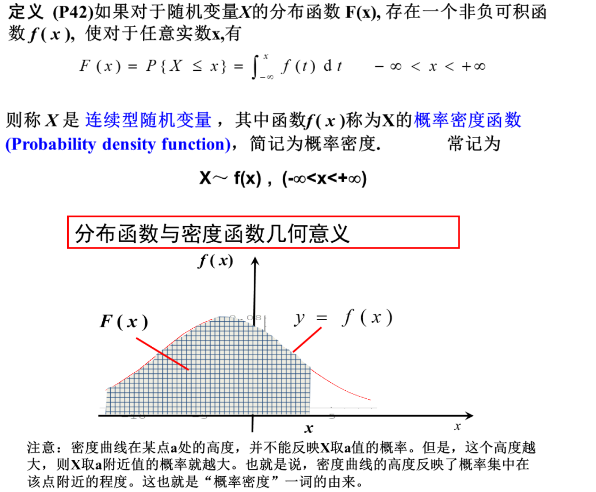 定义 (P42)如果对于随机变量X的分布函数 F(x), 存在一个非负可积函
数 f ( x ), 使对于任意实数x,有
F (x) = P{X ≤ x} = ∫_{-∞}^{x} f (t) d t   - ∞ < x < +∞
则称 X 是 连续型随机变量 ，其中函数f( x )称为X的概率密度函数
(Probability density function)，简记为概率密度. 常记为
X～ f(x) , (-∞<x<+∞)
分布函数与密度函数几何意义
f ( x)
F ( x )
y = f ( x )
x
x
注意：密度曲线在某点a处的高度，并不能反映X取a值的概率。但是，这个高度越
大，则X取a附近值的概率就越大。也就是说，密度曲线的高度反映了概率集中在
该点附近的程度。这也就是“概率密度”一词的由来。